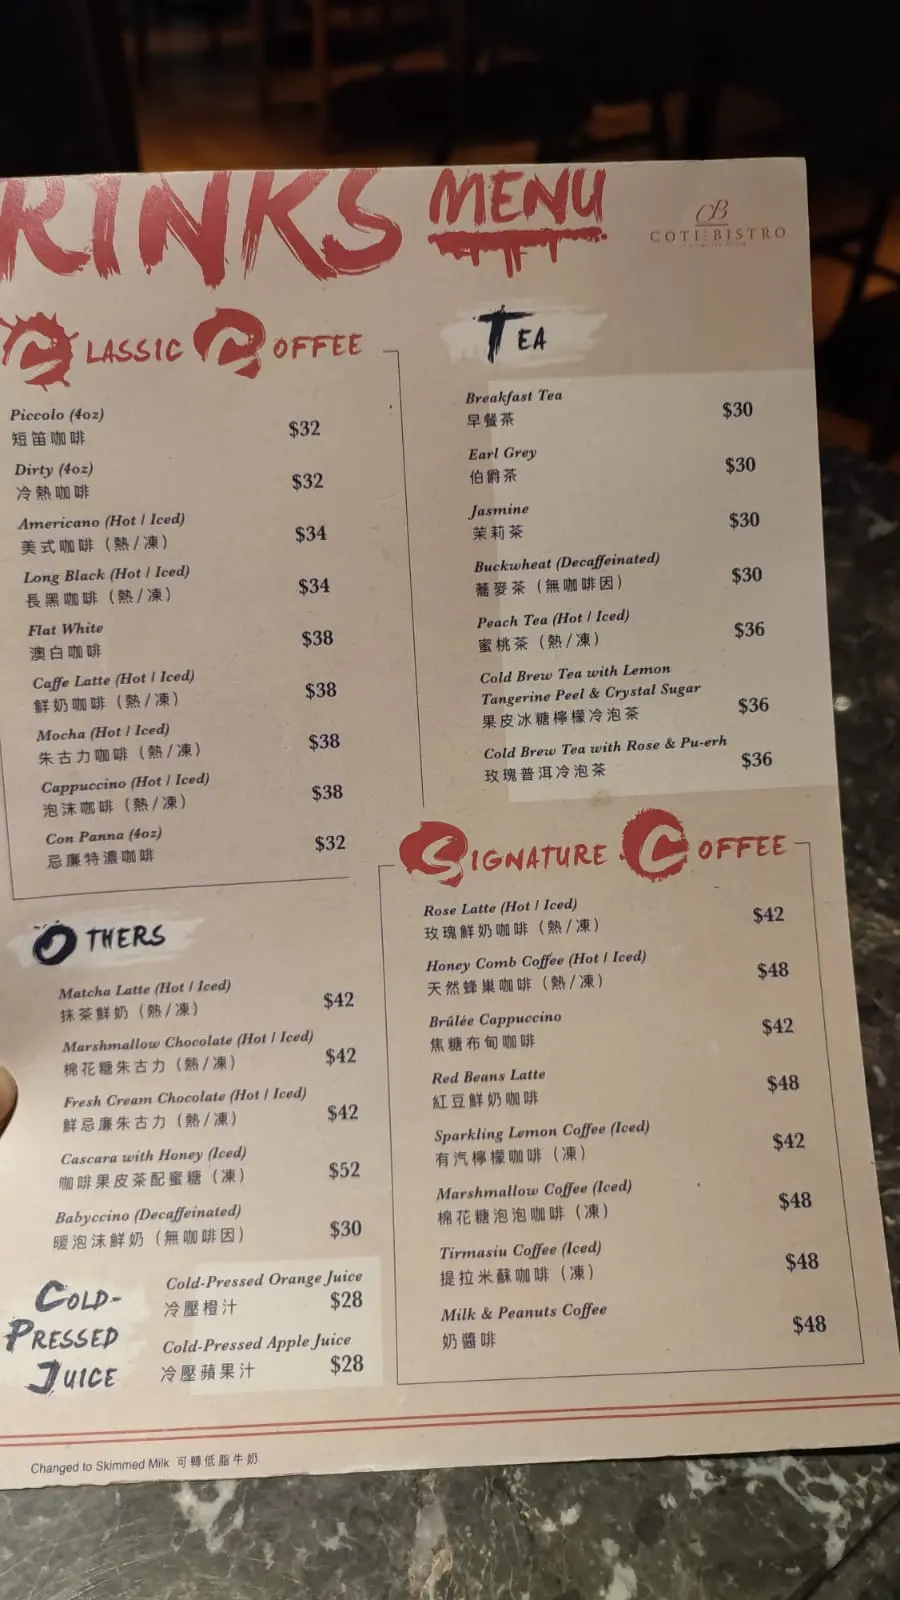 RINKS MENU
CB
COTI BISTRO
CLASSIC COFFEE
Piccolo (4oz)
短笛咖啡
$32
Dirty (4oz)
冷熱咖啡
$32
Americano (Hot / Iced)
美式咖啡（熱/凍）
$34
Long Black (Hot / Iced)
長黑咖啡（熱/凍）
$34
Flat White
澳白咖啡
$38
Caffe Latte (Hot / Iced)
鮮奶咖啡（熱/凍）
$38
Mocha (Hot / Iced)
朱古力咖啡（熱/凍）
$38
Cappuccino (Hot / Iced)
泡沫咖啡（熱/凍）
$38
Con Panna (4oz)
忌廉特濃咖啡
$32
TEA
Breakfast Tea
早餐茶
$30
Earl Grey
伯爵茶
$30
Jasmine
茉莉茶
$30
Buckwheat (Decaffeinated)
蕎麥茶（無咖啡因）
$30
Peach Tea (Hot / Iced)
蜜桃茶（熱/凍）
$36
Cold Brew Tea with Lemon
Tangerine Peel & Crystal Sugar
果皮冰糖檸檬冷泡茶
$36
Cold Brew Tea with Rose & Pu-erh
玫瑰普洱冷泡茶
$36
OTHERS
Matcha Latte (Hot / Iced)
抹茶鮮奶（熱/凍）
$42
Marshmallow Chocolate (Hot / Iced)
棉花糖朱古力（熱/凍）
$42
Fresh Cream Chocolate (Hot / Iced)
鮮忌廉朱古力（熱/凍）
$42
Cascara with Honey (Iced)
咖啡果皮茶配蜜糖（凍）
$52
Babyccino (Decaffeinated)
暖泡沫鮮奶（無咖啡因）
$30
COLD-
PRESSED
JUICE
Cold-Pressed Orange Juice
冷壓橙汁
$28
Cold-Pressed Apple Juice
冷壓蘋果汁
$28
SIGNATURE COFFEE
Rose Latte (Hot / Iced)
玫瑰鮮奶咖啡（熱/凍）
$42
Honey Comb Coffee (Hot / Iced)
天然蜂巢咖啡（熱/凍）
$48
Brûlée Cappuccino
焦糖布甸咖啡
$42
Red Beans Latte
紅豆鮮奶咖啡
$48
Sparkling Lemon Coffee (Iced)
有汽檸檬咖啡（凍）
$42
Marshmallow Coffee (Iced)
棉花糖泡泡咖啡（凍）
$48
Tirmasiu Coffee (Iced)
提拉米蘇咖啡（凍）
$48
Milk & Peanuts Coffee
奶醬啡
$48
Changed to Skimmed Milk 可轉低脂牛奶